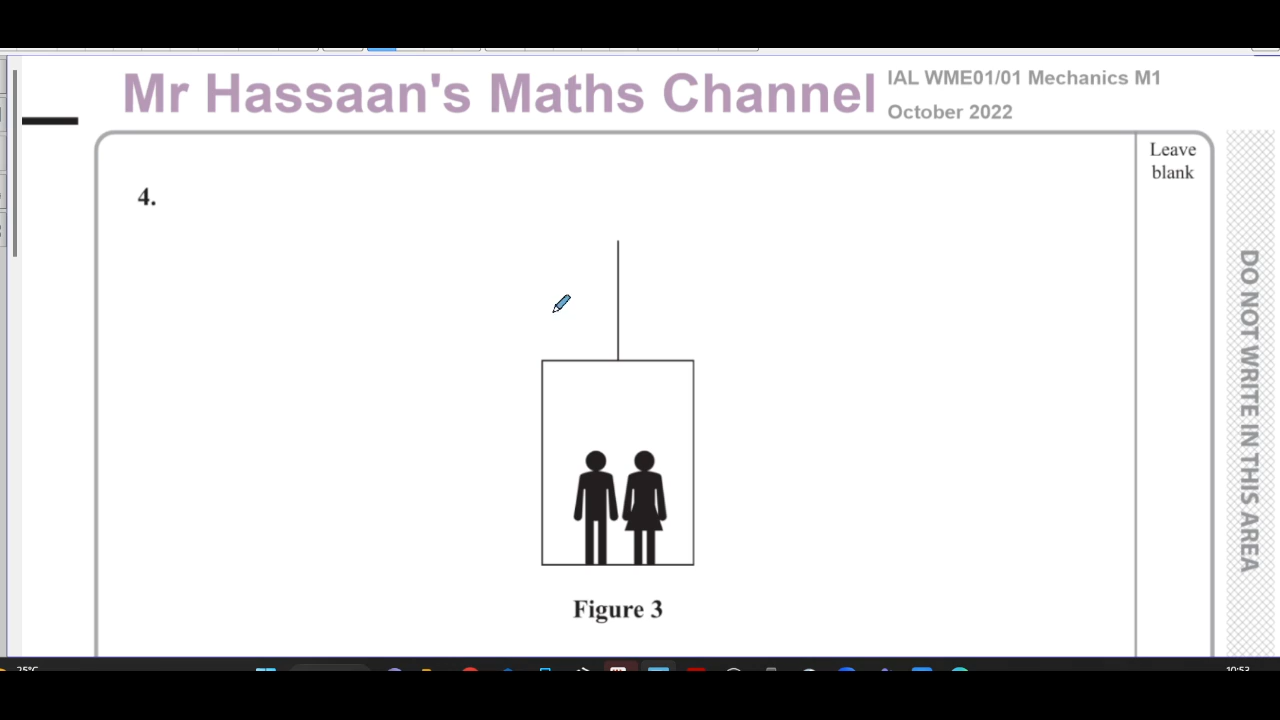 Mr Hassaan's Maths Channel
IAL WME01/01 Mechanics M1
October 2022
Leave
blank
4.
Figure 3
DO NOT WRITE IN THIS AREA